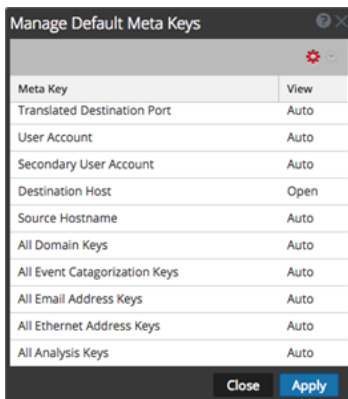 Manage Default Meta Keys
Meta Key View
Translated Destination Port Auto
User Account Auto
Secondary User Account Auto
Destination Host Open
Source Hostname Auto
All Domain Keys Auto
All Event Catagorization Keys Auto
All Email Address Keys Auto
All Ethernet Address Keys Auto
All Analysis Keys Auto
Close Apply